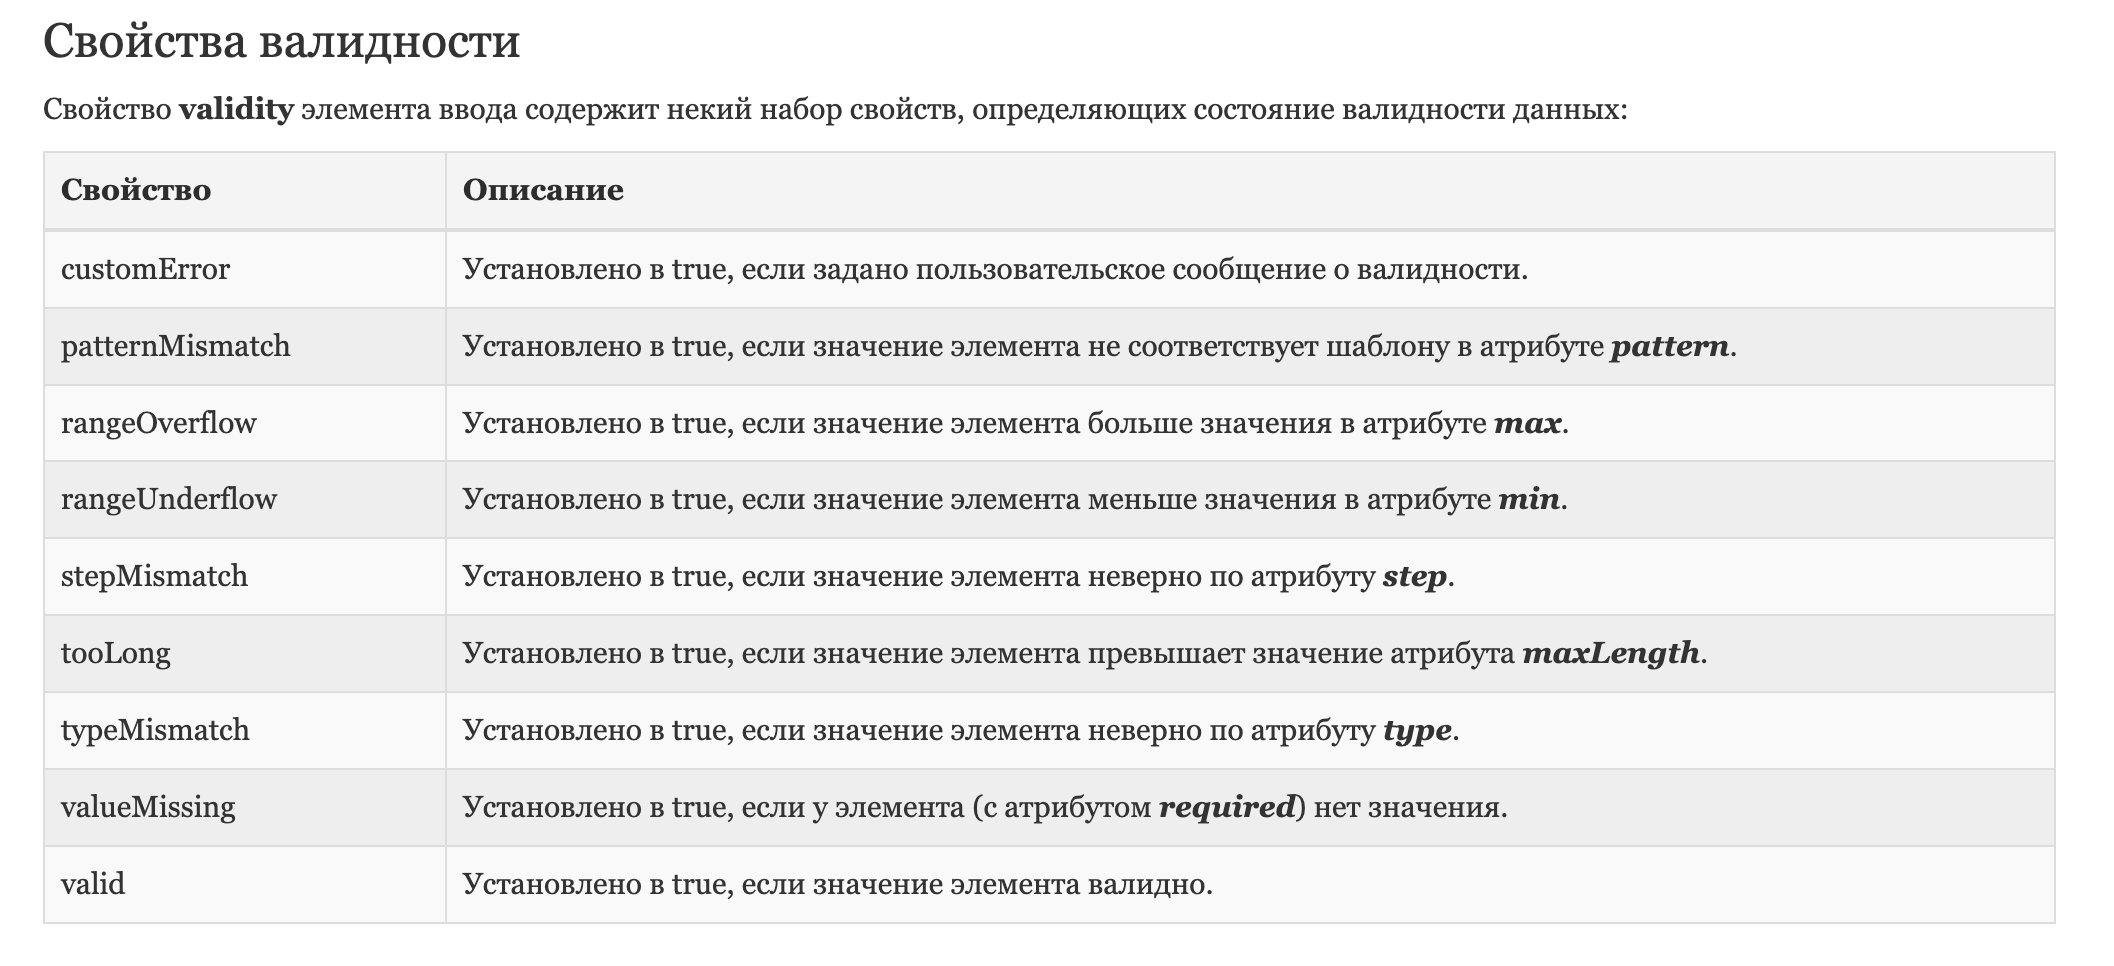 Свойства валидности
Свойство validity элемента ввода содержит некий набор свойств, определяющих состояние валидности данных:
Свойство Описание
customError Установлено в true, если задано пользовательское сообщение о валидности.
patternMismatch Установлено в true, если значение элемента не соответствует шаблону в атрибуте pattern.
rangeOverflow Установлено в true, если значение элемента больше значения в атрибуте max.
rangeUnderflow Установлено в true, если значение элемента меньше значения в атрибуте min.
stepMismatch Установлено в true, если значение элемента неверно по атрибуту step.
tooLong Установлено в true, если значение элемента превышает значение атрибута maxLength.
typeMismatch Установлено в true, если значение элемента неверно по атрибуту type.
valueMissing Установлено в true, если у элемента (с атрибутом required) нет значения.
valid Установлено в true, если значение элемента валидно.